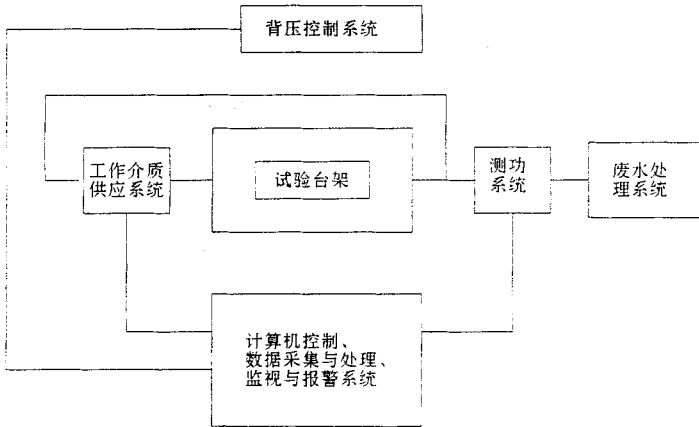 背压控制系统
工作介质
供应系统
试验台架
测功
系统
废水处
理系统
计算机控制、
数据采集与处理、
监视与报警系统